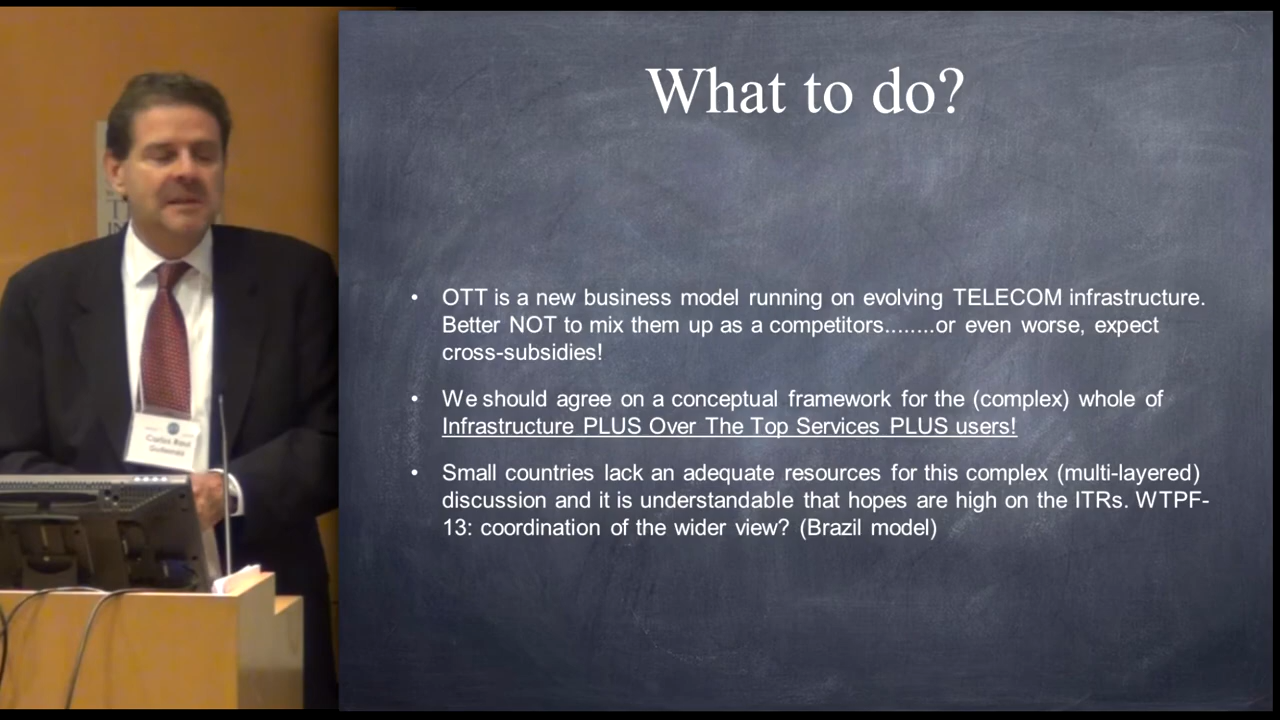 What to do?
• OTT is a new business model running on evolving TELECOM infrastructure.
Better NOT to mix them up as a competitors........or even worse, expect
cross-subsidies!
• We should agree on a conceptual framework for the (complex) whole of
Infrastructure PLUS Over The Top Services PLUS users!
• Small countries lack an adequate resources for this complex (multi-layered)
discussion and it is understandable that hopes are high on the ITRs. WTPF-
13: coordination of the wider view? (Brazil model)
Carlos Raul